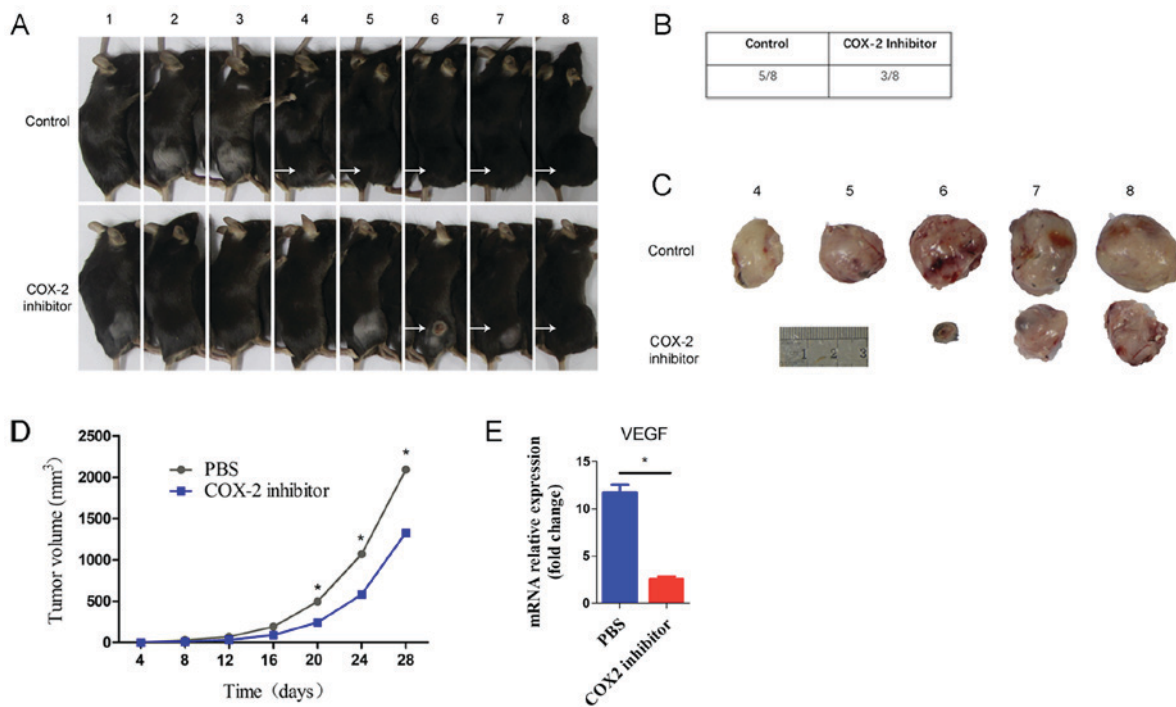 A
1 2 3 4 5 6 7 8
Control
COX-2
inhibitor
B
Control COX-2 Inhibitor
5/8 3/8
C
4 5 6 7 8
Control
COX-2
inhibitor
1 2 3
D
Tumor volume (mm³)
2500
2000
1500
1000
500
0
PBS
COX-2 inhibitor
*
*
*
4 8 12 16 20 24 28
Time (days)
E
VEGF
*
mRNA relative expression
(fold change)
15
10
5
0
PBS
COX2 inhibitor